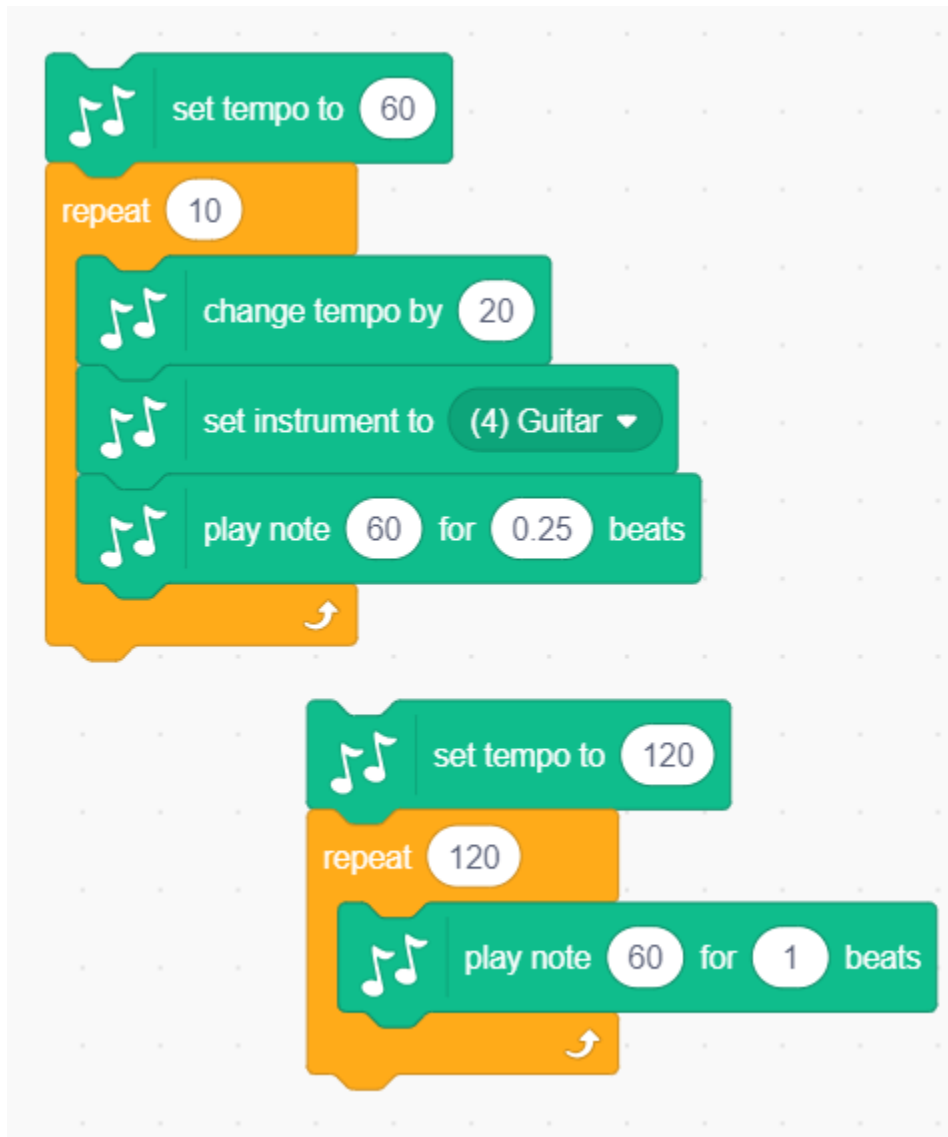 set tempo to 60
repeat 10
change tempo by 20
set instrument to (4) Guitar
play note 60 for 0.25 beats
set tempo to 120
repeat 120
play note 60 for 1 beats